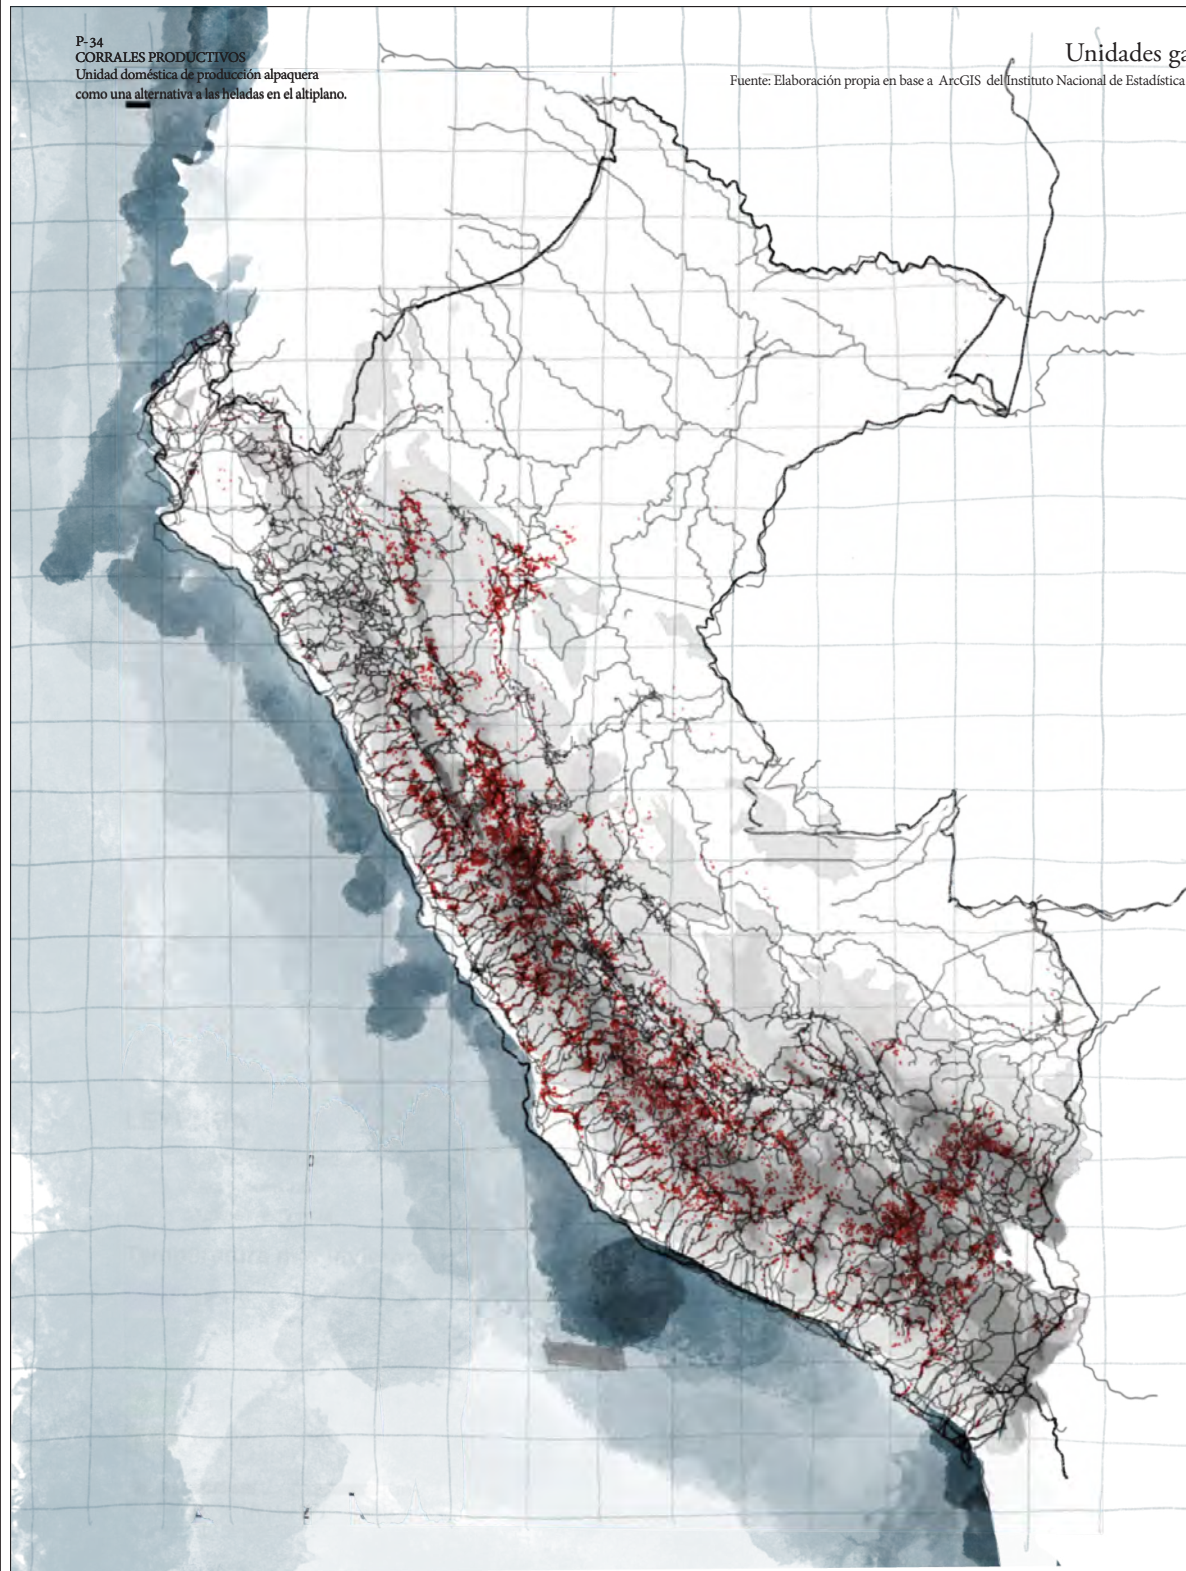 P-34
CORRALES PRODUCTIVOS
Unidad doméstica de producción alpaquera
como una alternativa a las heladas en el altiplano.
Unidades ga
Fuente: Elaboración propia en base a ArcGIS del Instituto Nacional de Estadística